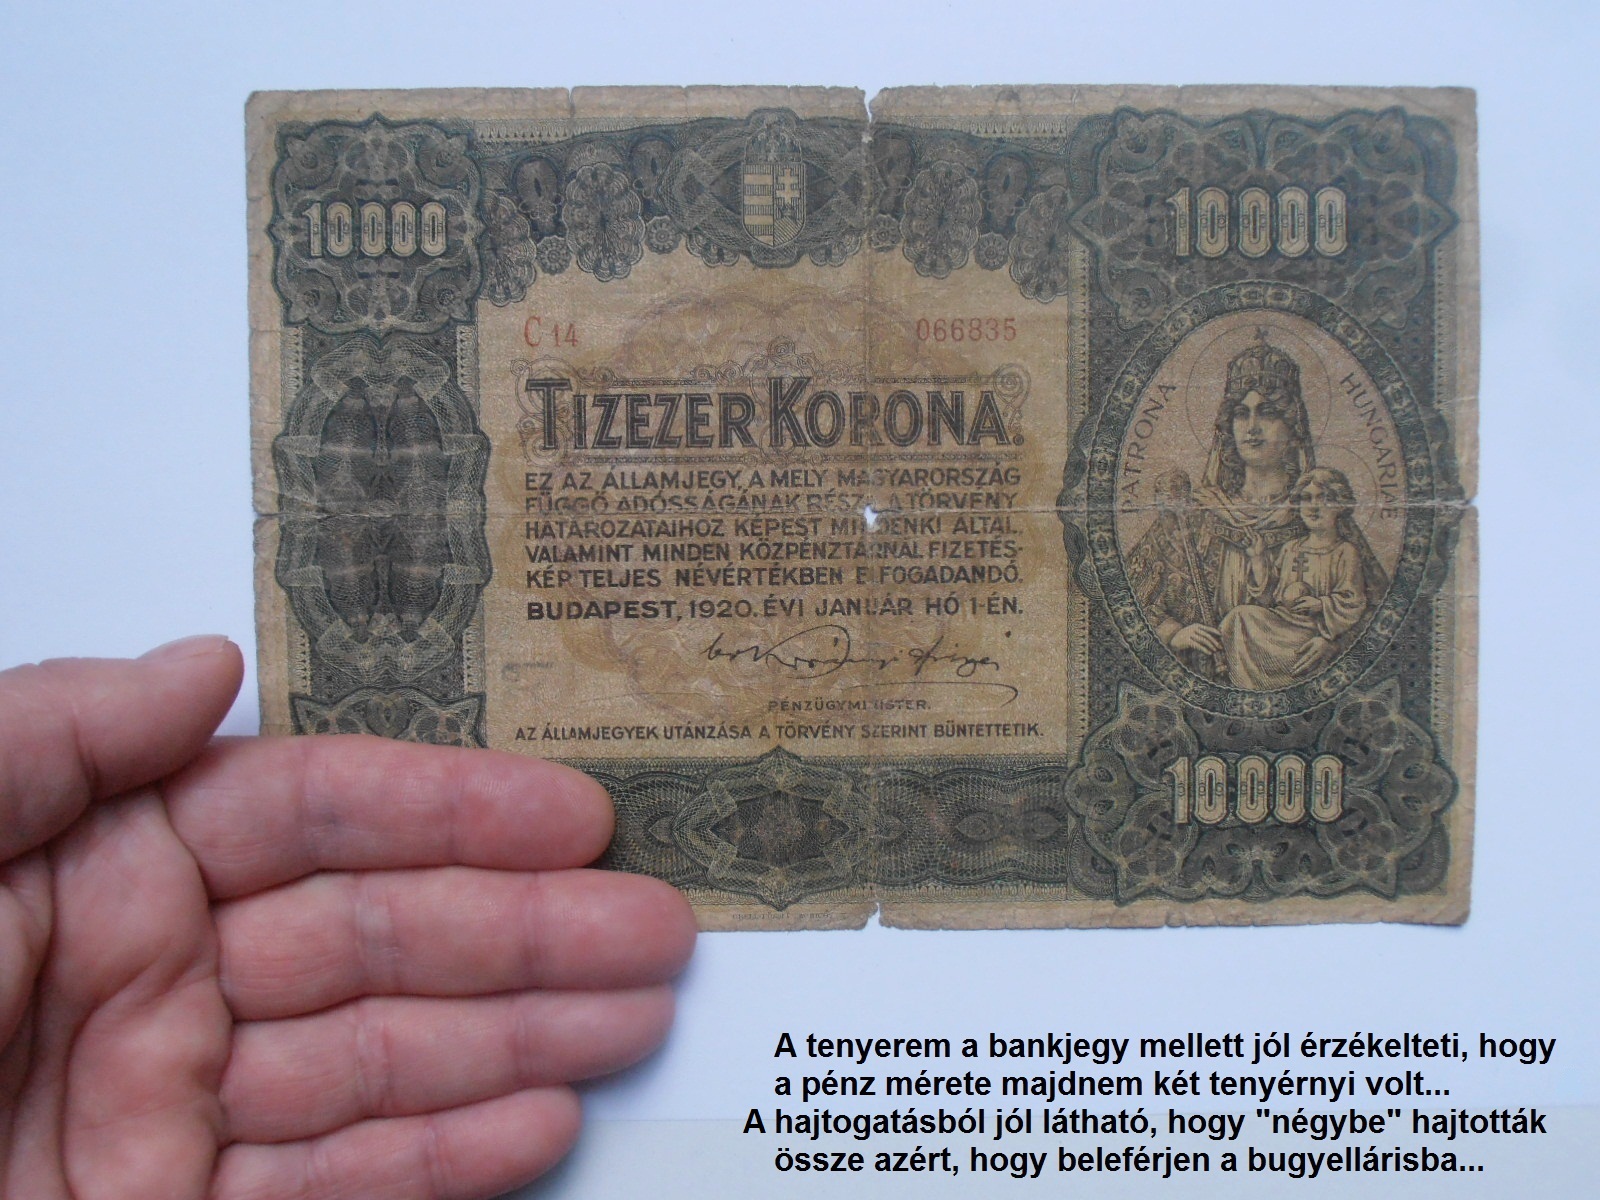 10000
10000
C 14
066835
TIZEZER KORONA.
EZ AZ ÁLLAMJEGY, A MELY MAGYARORSZÁG
FÜGGŐ ADÓSSÁGÁNAK RÉSZE, A TÖRVÉNY
HATÁROZATAIHOZ KÉPEST MINDENKI ÁLTAL,
VALAMINT MINDEN KÖZPÉNZTÁRNÁL FIZETÉS-
KÉP TELJES NÉVÉRTÉKBEN ELFOGADANDÓ.
BUDAPEST, 1920. ÉVI JANUÁR HÓ 1-ÉN.
PÉNZÜGYMINISTER.
AZ ÁLLAMJEGYEK UTÁNZÁSA A TÖRVÉNY SZERINT BÜNTETTETIK.
PATRONA HUNGARIAE
10.000
A tenyerem a bankjegy mellett jól érzékelteti, hogy
a pénz mérete majdnem két tenyérnyi volt...
A hajtogatásból jól látható, hogy "négybe" hajtották
össze azért, hogy beleférjen a bugyellárisba...